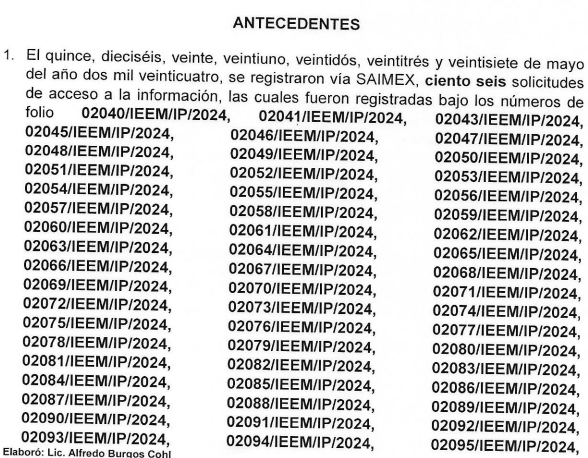 ANTECEDENTES
1. El quince, dieciséis, veinte, veintiuno, veintidós, veintitrés y veintisiete de mayo
del año dos mil veinticuatro, se registraron vía SAIMEX, ciento seis solicitudes
de acceso a la información, las cuales fueron registradas bajo los números de
folio 02040/IEEM/IP/2024, 02041/IEEM/IP/2024, 02043/IEEM/IP/2024,
02045/IEEM/IP/2024, 02046/IEEM/IP/2024, 02047/IEEM/IP/2024,
02048/IEEM/IP/2024, 02049/IEEM/IP/2024, 02050/IEEM/IP/2024,
02051/IEEM/IP/2024, 02052/IEEM/IP/2024, 02053/IEEM/IP/2024,
02054/IEEM/IP/2024, 02055/IEEM/IP/2024, 02056/IEEM/IP/2024,
02057/IEEM/IP/2024, 02058/IEEM/IP/2024, 02059/IEEM/IP/2024,
02060/IEEM/IP/2024, 02061/IEEM/IP/2024, 02062/IEEM/IP/2024,
02063/IEEM/IP/2024, 02064/IEEM/IP/2024, 02065/IEEM/IP/2024,
02066/IEEM/IP/2024, 02067/IEEM/IP/2024, 02068/IEEM/IP/2024,
02069/IEEM/IP/2024, 02070/IEEM/IP/2024, 02071/IEEM/IP/2024,
02072/IEEM/IP/2024, 02073/IEEM/IP/2024, 02074/IEEM/IP/2024,
02075/IEEM/IP/2024, 02076/IEEM/IP/2024, 02077/IEEM/IP/2024,
02078/IEEM/IP/2024, 02079/IEEM/IP/2024, 02080/IEEM/IP/2024,
02081/IEEM/IP/2024, 02082/IEEM/IP/2024, 02083/IEEM/IP/2024,
02084/IEEM/IP/2024, 02085/IEEM/IP/2024, 02086/IEEM/IP/2024,
02087/IEEM/IP/2024, 02088/IEEM/IP/2024, 02089/IEEM/IP/2024,
02090/IEEM/IP/2024, 02091/IEEM/IP/2024, 02092/IEEM/IP/2024,
02093/IEEM/IP/2024, 02094/IEEM/IP/2024, 02095/IEEM/IP/2024,
Elaboró: Lic. Alfredo Burgos Cohl